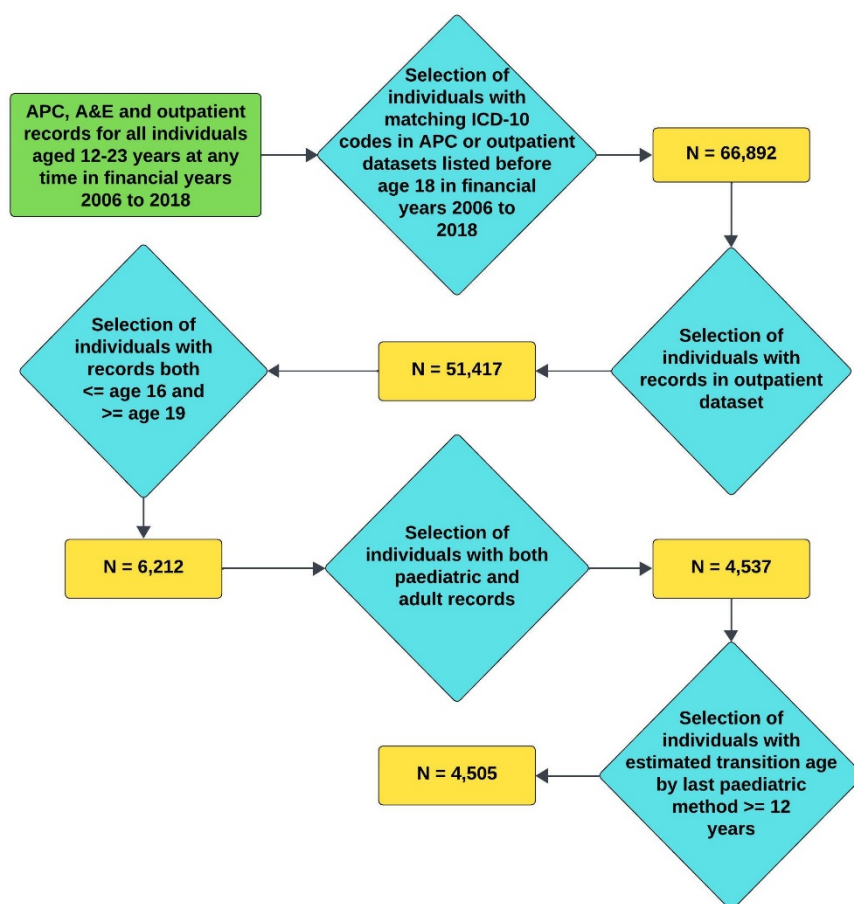 APC, A&E and outpatient
records for all individuals
aged 12-23 years at any
time in financial years
2006 to 2018
Selection of
individuals with
matching ICD-10
codes in APC or outpatient
datasets listed before
age 18 in financial
years 2006 to
2018
N = 66,892
Selection of
individuals with
records in outpatient
dataset
N = 51,417
Selection of
individuals with
records both
<= age 16 and
>= age 19
N = 6,212
Selection of
individuals with both
paediatric and
adult records
N = 4,537
Selection of
individuals with
estimated transition age
by last paediatric
method >= 12
years
N = 4,505